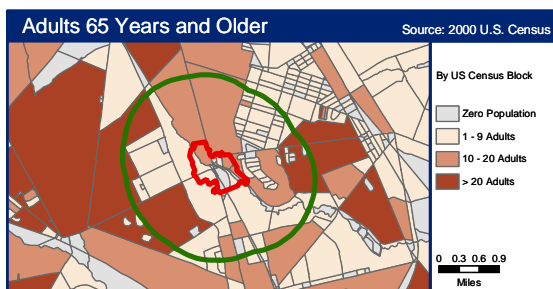 Adults 65 Years and Older
Source: 2000 U.S. Census
By US Census Block
Zero Population
1 - 9 Adults
10 - 20 Adults
> 20 Adults
0 0.3 0.6 0.9
Miles